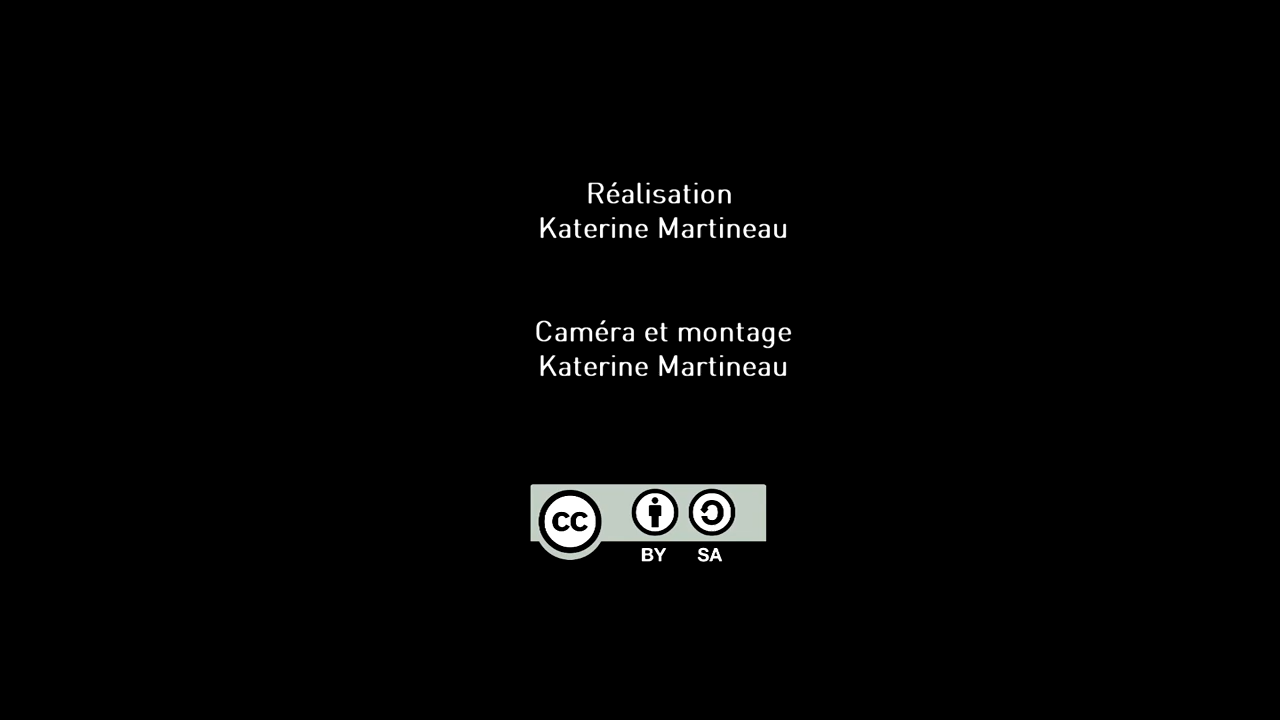 Réalisation
Katerine Martineau
Caméra et montage
Katerine Martineau
CC
BY SA